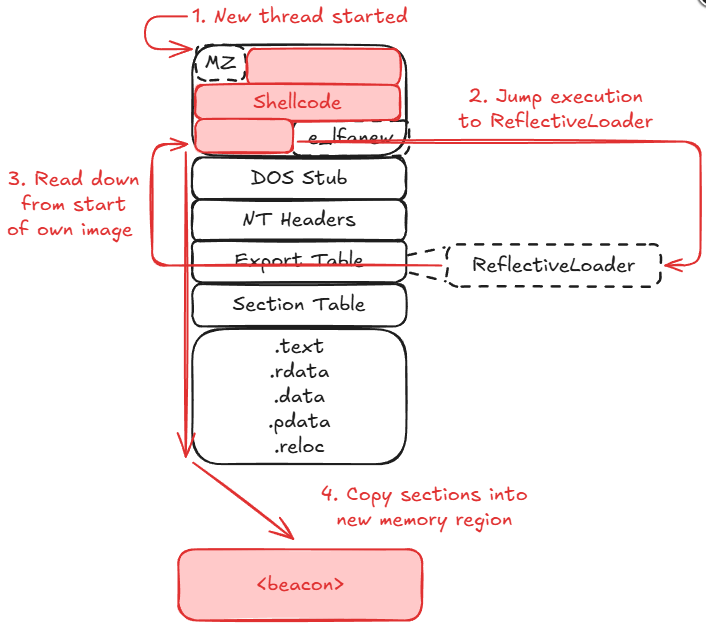 1. New thread started
MZ
Shellcode
2. Jump execution
to ReflectiveLoader
e_lfanew
3. Read down
from start
of own image
DOS Stub
NT Headers
Export Table
ReflectiveLoader
Section Table
.text
.rdata
.data
.pdata
.reloc
4. Copy sections into
new memory region
<beacon>